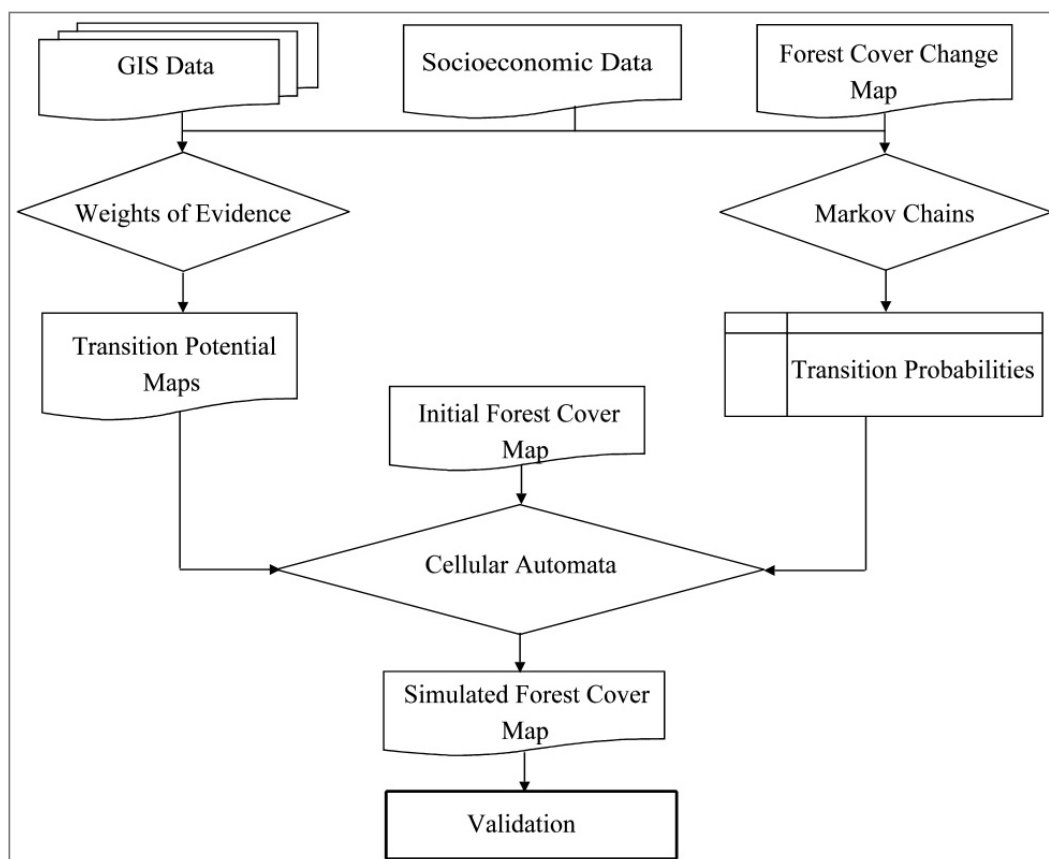 GIS Data
Socioeconomic Data
Forest Cover Change
Map
Weights of Evidence
Markov Chains
Transition Potential
Maps
Transition Probabilities
Initial Forest Cover
Map
Cellular Automata
Simulated Forest Cover
Map
Validation